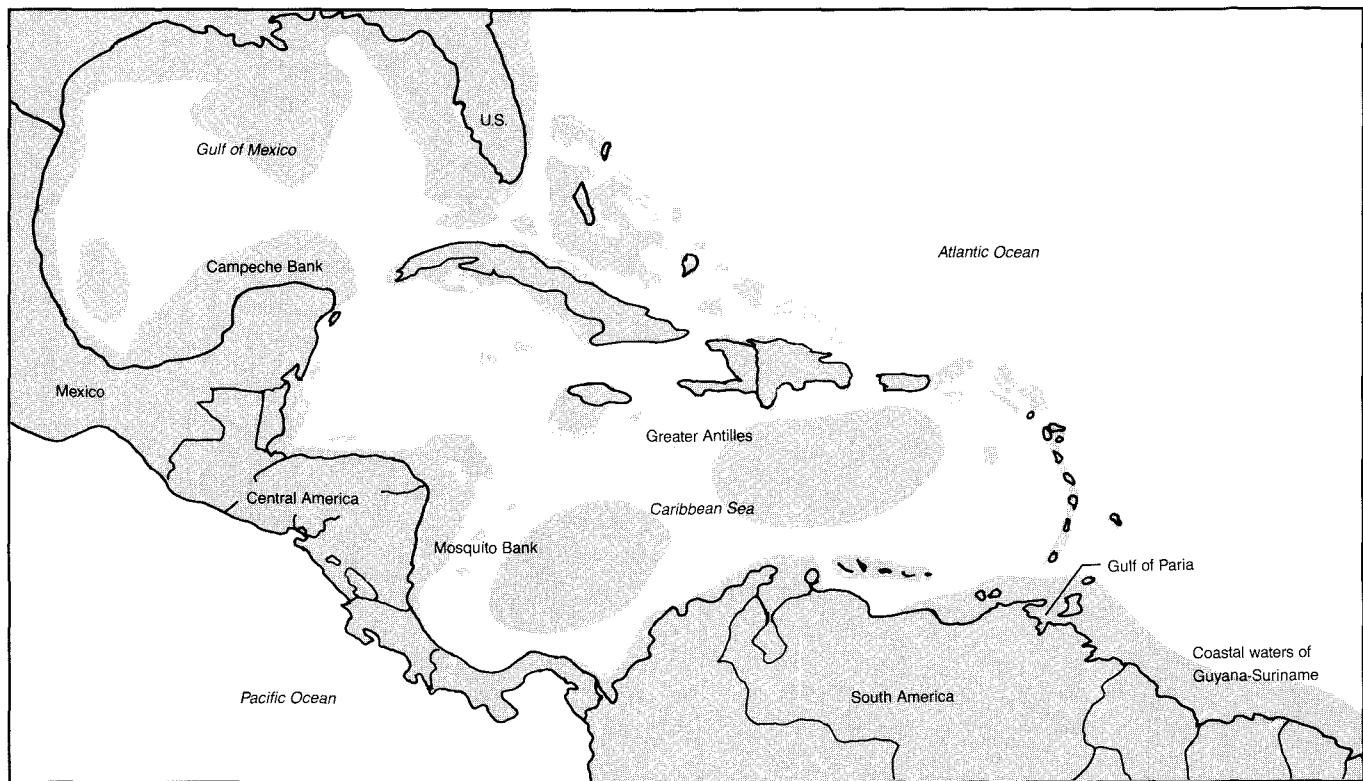 U.S.
Gulf of Mexico
Atlantic Ocean
Campeche Bank
Mexico
Greater Antilles
Central America
Caribbean Sea
Mosquito Bank
Gulf of Paria
Coastal waters of
Guyana-Suriname
South America
Pacific Ocean